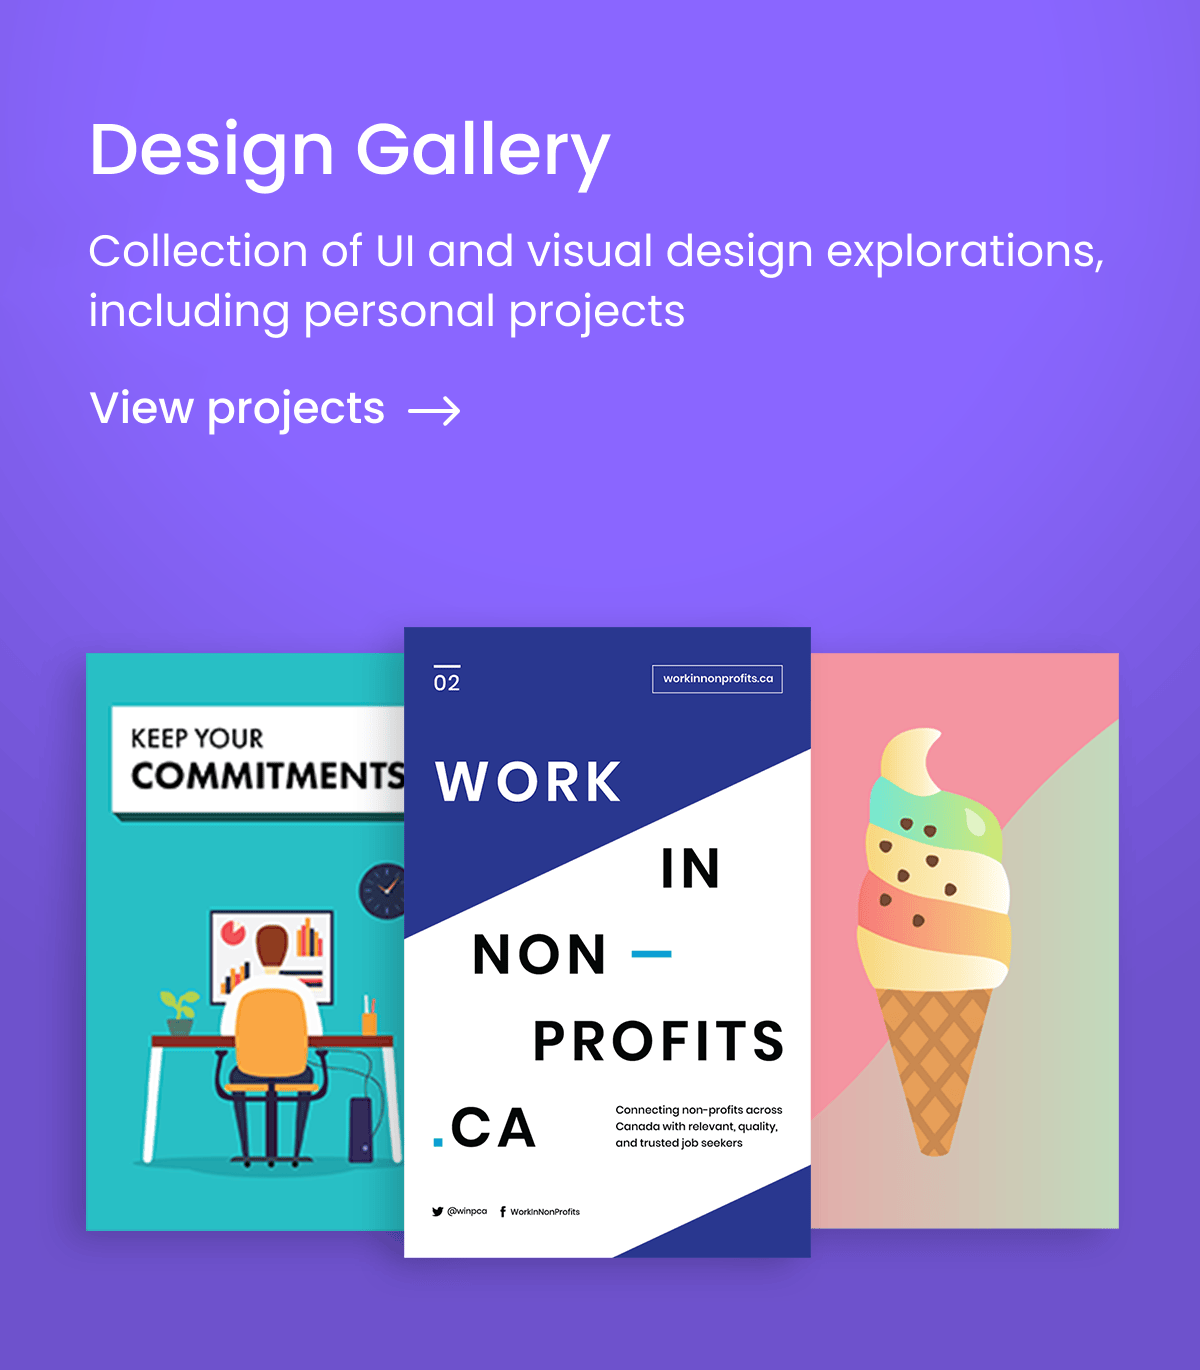 Design Gallery
Collection of UI and visual design explorations,
including personal projects
View projects
KEEP YOUR
COMMITMENTS
02
workinnonprofits.ca
WORK
IN
NON –
PROFITS
.CA
Connecting non-profits across
Canada with relevant, quality,
and trusted job seekers
@winpca
WorkInNonProfits